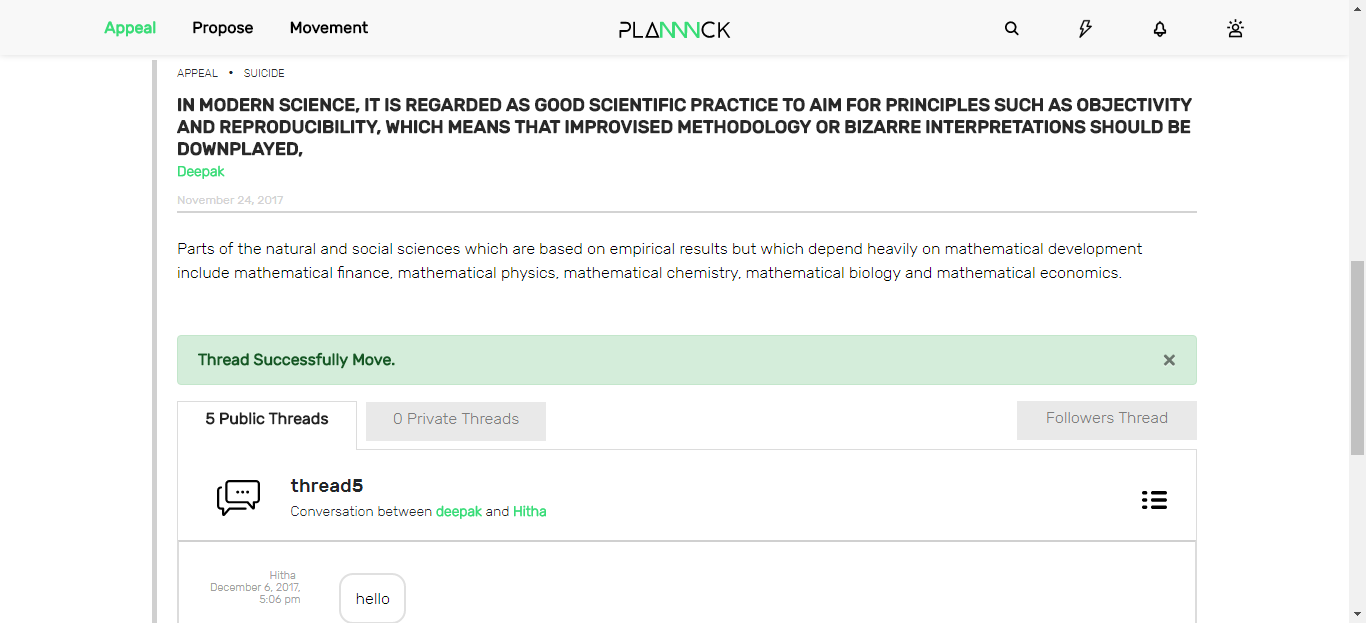 Appeal Propose Movement PLANNNCK
APPEAL • SUICIDE
IN MODERN SCIENCE, IT IS REGARDED AS GOOD SCIENTIFIC PRACTICE TO AIM FOR PRINCIPLES SUCH AS OBJECTIVITY
AND REPRODUCIBILITY, WHICH MEANS THAT IMPROVISED METHODOLOGY OR BIZARRE INTERPRETATIONS SHOULD BE
DOWNPLAYED,
Deepak
November 24, 2017
Parts of the natural and social sciences which are based on empirical results but which depend heavily on mathematical development
include mathematical finance, mathematical physics, mathematical chemistry, mathematical biology and mathematical economics.
Thread Successfully Move. ×
5 Public Threads 0 Private Threads Followers Thread
thread5
Conversation between deepak and Hitha
Hitha
December 6, 2017,
5:06 pm
hello